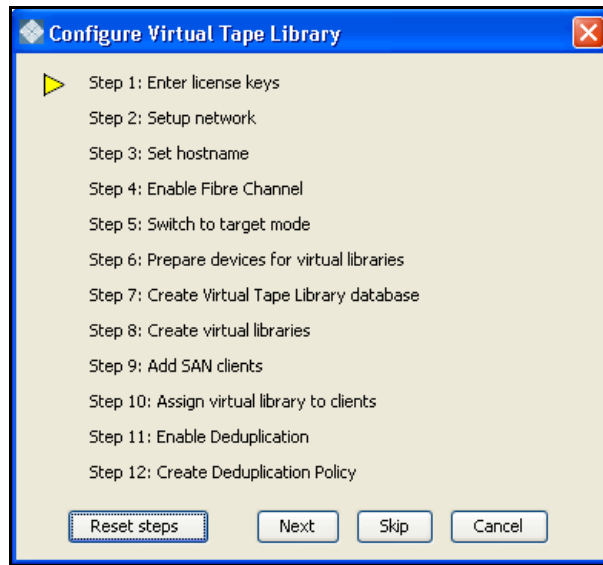 Configure Virtual Tape Library
Step 1: Enter license keys
Step 2: Setup network
Step 3: Set hostname
Step 4: Enable Fibre Channel
Step 5: Switch to target mode
Step 6: Prepare devices for virtual libraries
Step 7: Create Virtual Tape Library database
Step 8: Create virtual libraries
Step 9: Add SAN clients
Step 10: Assign virtual library to clients
Step 11: Enable Deduplication
Step 12: Create Deduplication Policy
Reset steps Next Skip Cancel